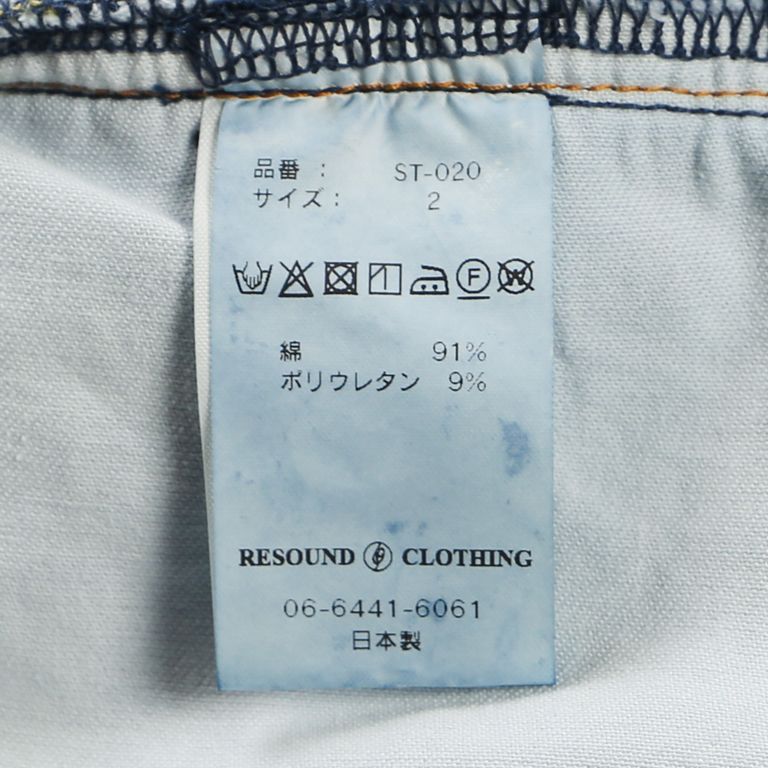 品番 : ST-020
サイズ : 2
F W
綿 91%
ポリウレタン 9%
RESOUND CLOTHING
06-6441-6061
日本製